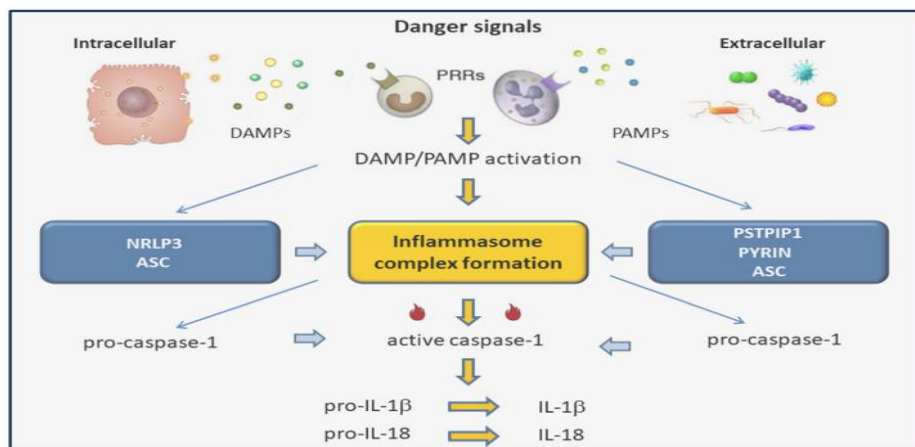 Danger signals
Intracellular
Extracellular
PRRs
DAMPs
PAMPs
DAMP/PAMP activation
NRLP3
ASC
Inflammasome
complex formation
PSTPIP1
PYRIN
ASC
pro-caspase-1
active caspase-1
pro-caspase-1
pro-IL-1β
IL-1β
pro-IL-18
IL-18